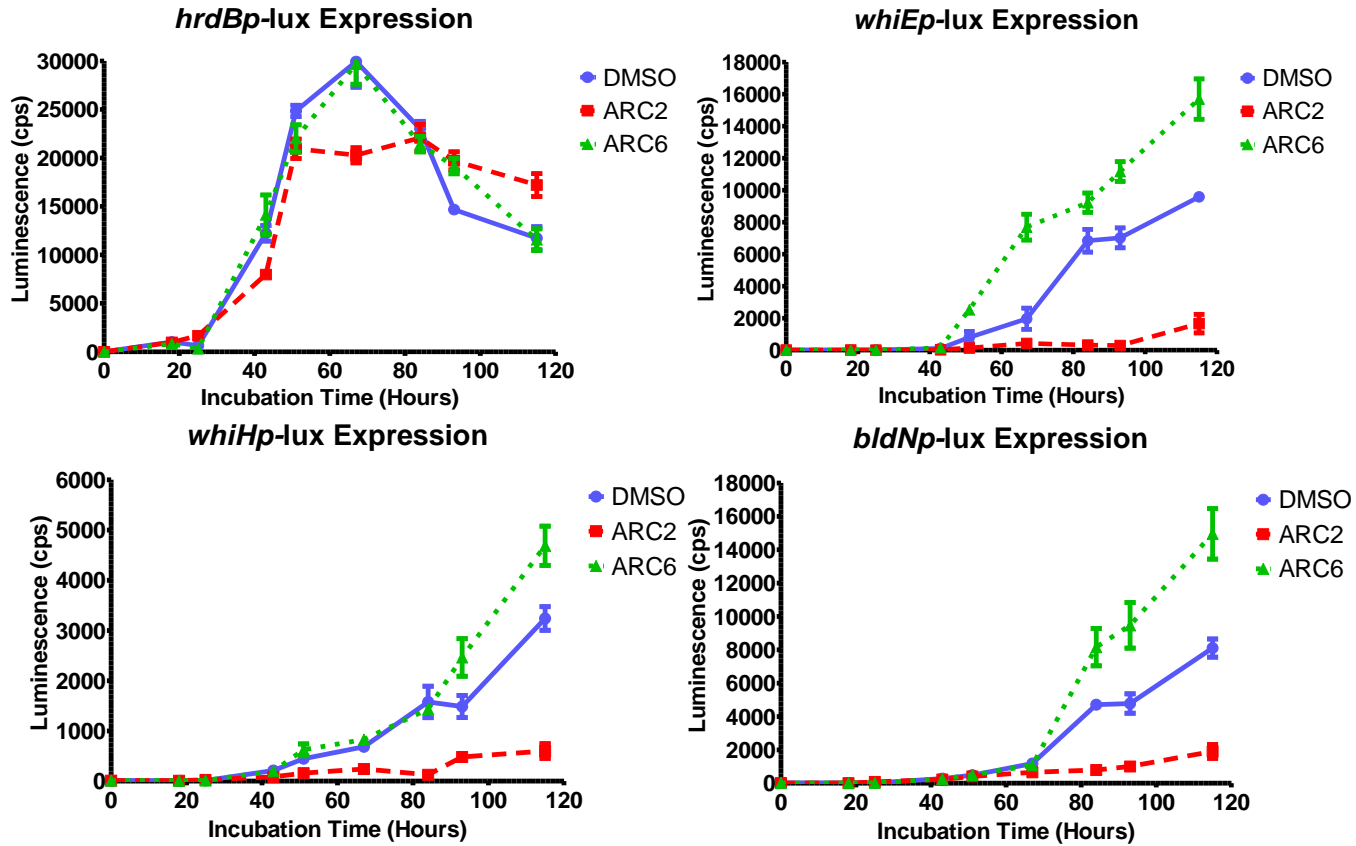 hrdBp-lux Expression
30000
25000
20000
15000
10000
5000
0
Luminescence (cps)
0 20 40 60 80 100 120
Incubation Time (Hours)
DMSO
ARC2
ARC6
whiEp-lux Expression
18000
16000
14000
12000
10000
8000
6000
4000
2000
0
Luminescence (cps)
0 20 40 60 80 100 120
Incubation Time (Hours)
DMSO
ARC2
ARC6
whiHp-lux Expression
6000
5000
4000
3000
2000
1000
0
Luminescence (cps)
0 20 40 60 80 100 120
Incubation Time (Hours)
DMSO
ARC2
ARC6
bldNp-lux Expression
18000
16000
14000
12000
10000
8000
6000
4000
2000
0
Luminescence (cps)
0 20 40 60 80 100 120
Incubation Time (Hours)
DMSO
ARC2
ARC6